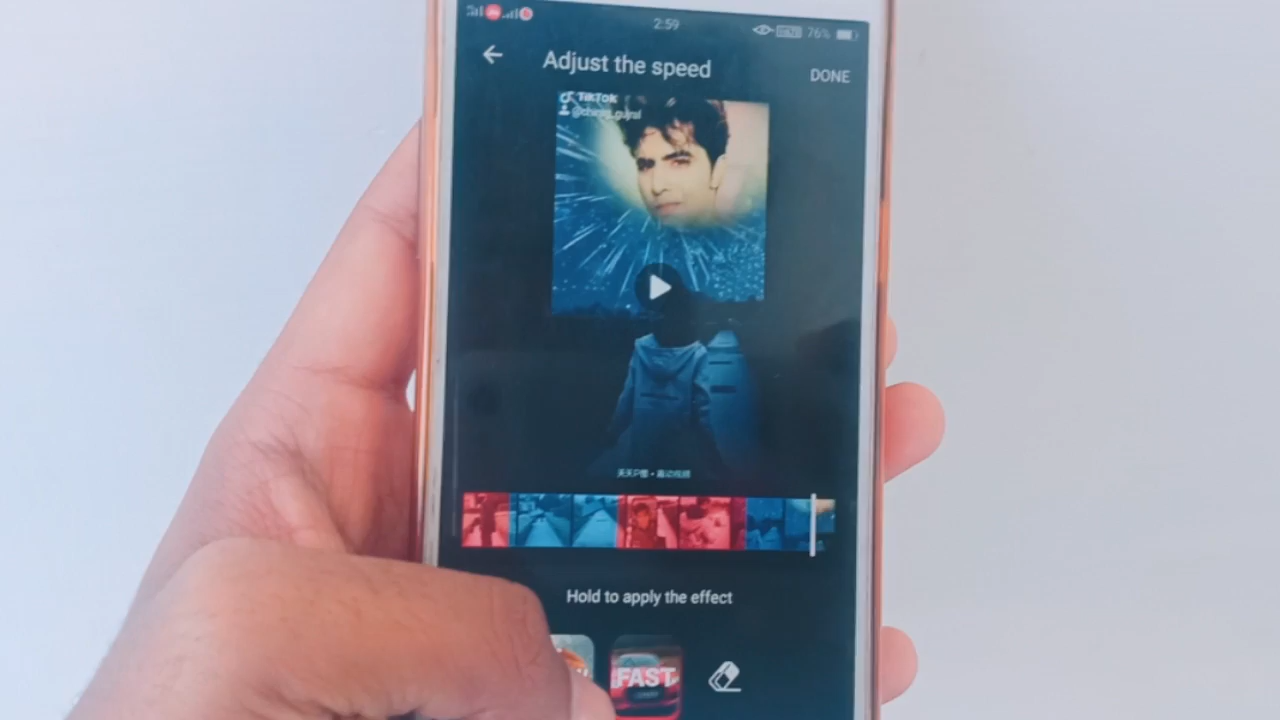 2:59
76%
Adjust the speed
DONE
TikTok
Hold to apply the effect
FAST